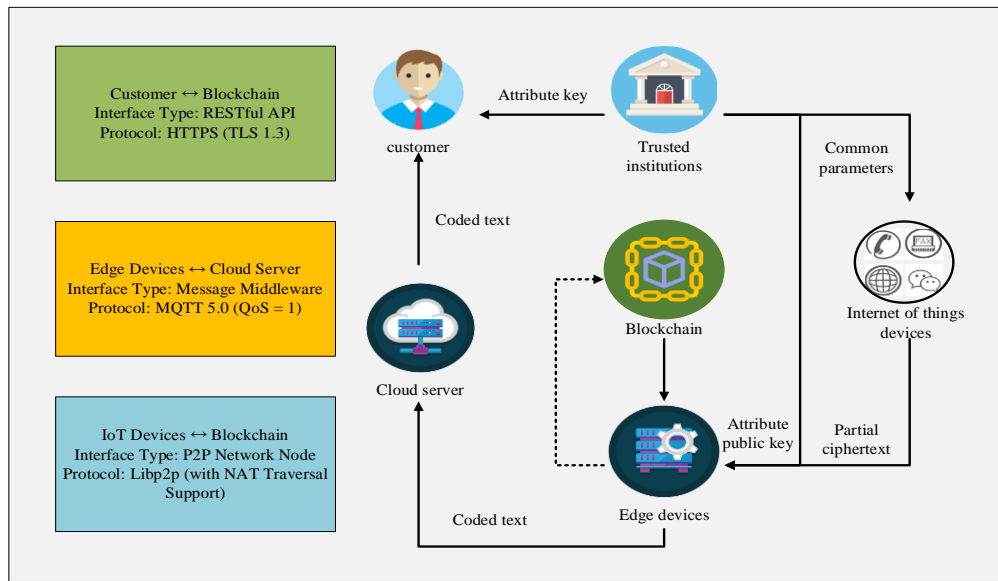 Customer ↔ Blockchain
Interface Type: RESTful API
Protocol: HTTPS (TLS 1.3)
Edge Devices ↔ Cloud Server
Interface Type: Message Middleware
Protocol: MQTT 5.0 (QoS = 1)
IoT Devices ↔ Blockchain
Interface Type: P2P Network Node
Protocol: Libp2p (with NAT Traversal
Support)
customer
Attribute key
Trusted
institutions
Common
parameters
Coded text
FAX
Internet of things
devices
Blockchain
Cloud server
Attribute
public key
Partial
ciphertext
Edge devices
Coded text